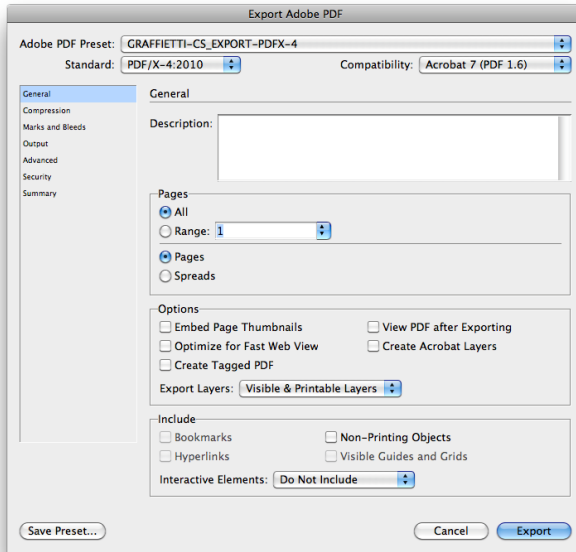 Export Adobe PDF
Adobe PDF Preset: GRAFFIETTI-CS_EXPORT-PDFX-4
Standard: PDF/X-4:2010 Compatibility: Acrobat 7 (PDF 1.6)
General
Compression
Marks and Bleeds
Output
Advanced
Security
Summary
General
Description:
Pages
All
Range: 1
Pages
Spreads
Options
Embed Page Thumbnails View PDF after Exporting
Optimize for Fast Web View Create Acrobat Layers
Create Tagged PDF
Export Layers: Visible & Printable Layers
Include
Bookmarks Non-Printing Objects
Hyperlinks Visible Guides and Grids
Interactive Elements: Do Not Include
Save Preset... Cancel Export